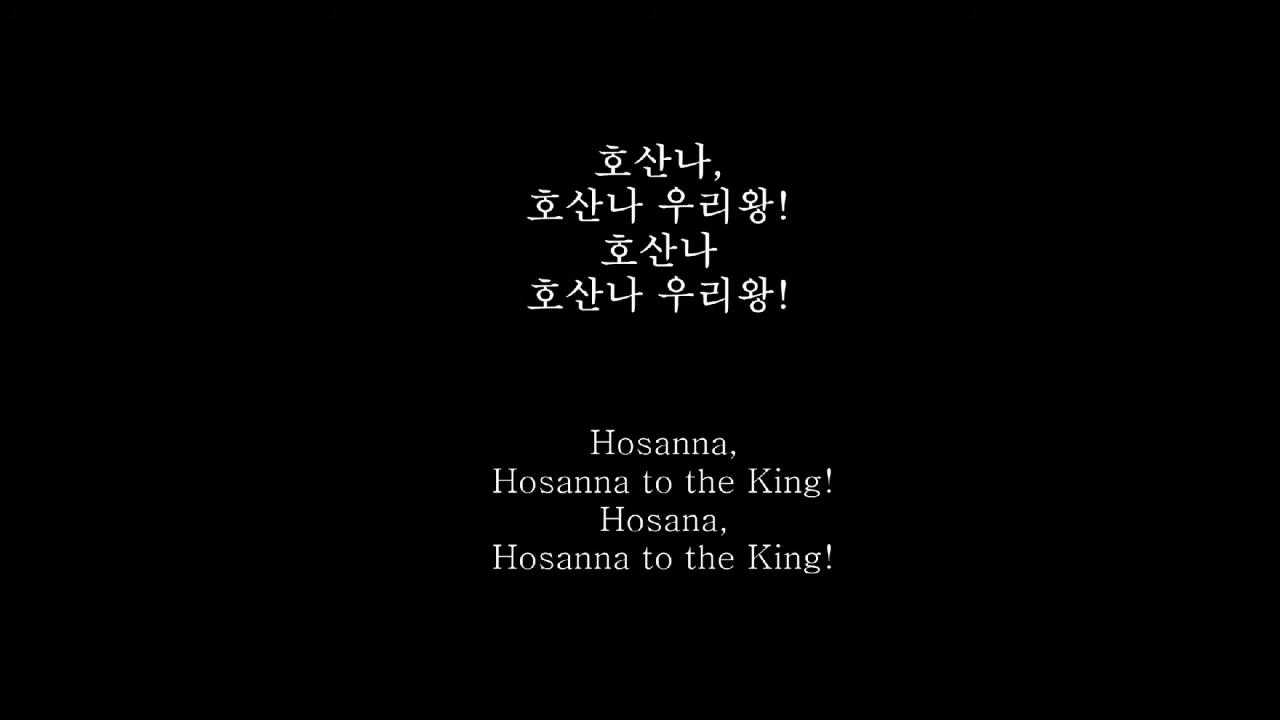 호산나,
호산나 우리왕!
호산나
호산나 우리왕!
Hosanna,
Hosanna to the King!
Hosana,
Hosanna to the King!